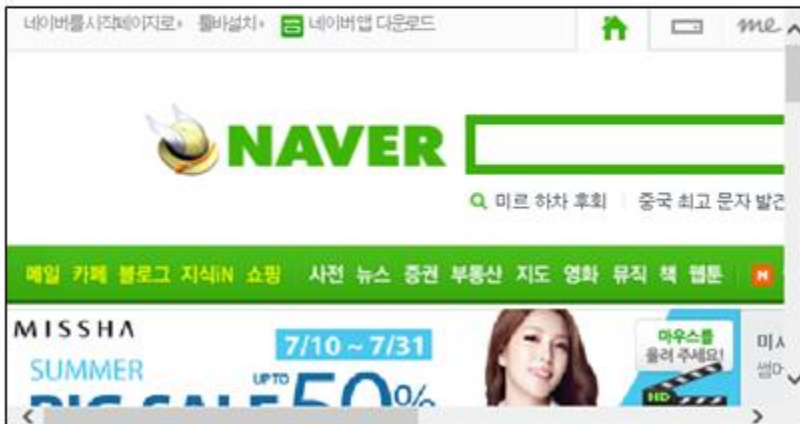 네이버를 시작페이지로 툴바설치 네이버 앱 다운로드 me
NAVER
미르 하차 후회 중국 최고 문자 발견
메일 카페 블로그 지식iN 쇼핑 사전 뉴스 증권 부동산 지도 영화 뮤직 책 웹툰 N
MISSHA
7/10 ~ 7/31
마우스를
올려 주세요!
SUMMER
UP TO 50%
BIG SALE
HD